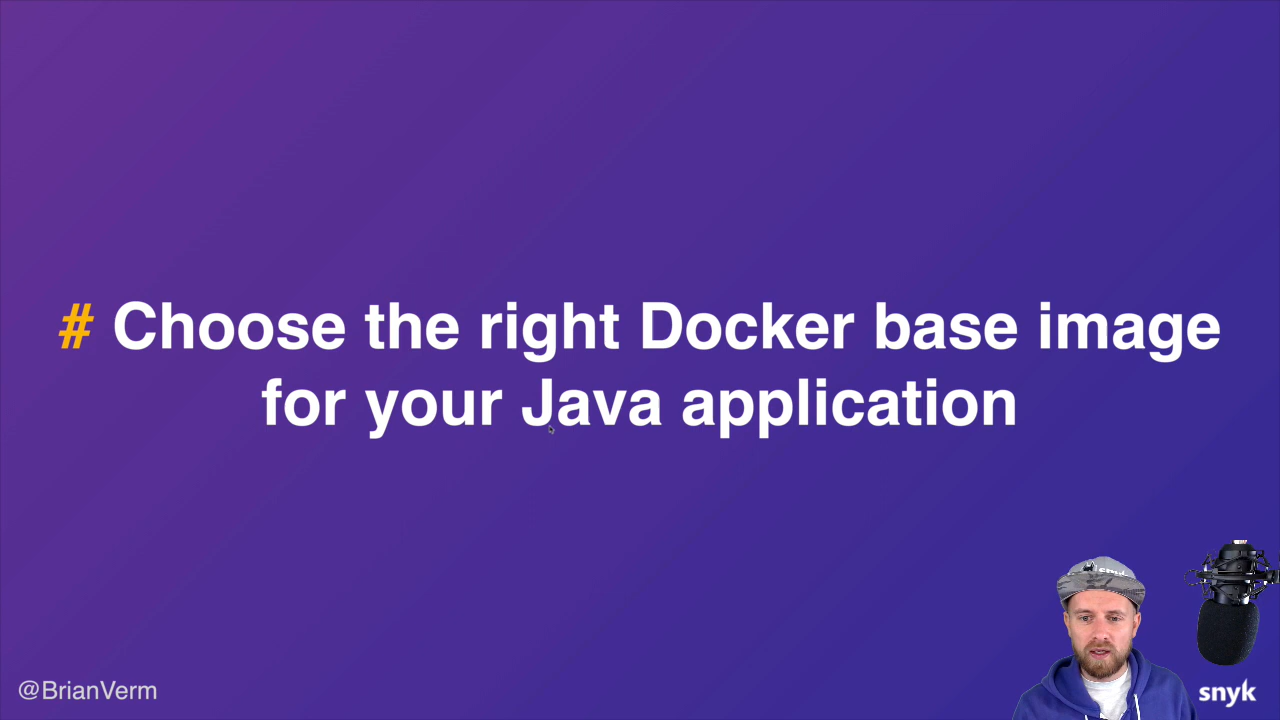 # Choose the right Docker base image
for your Java application
@BrianVerm
snyk